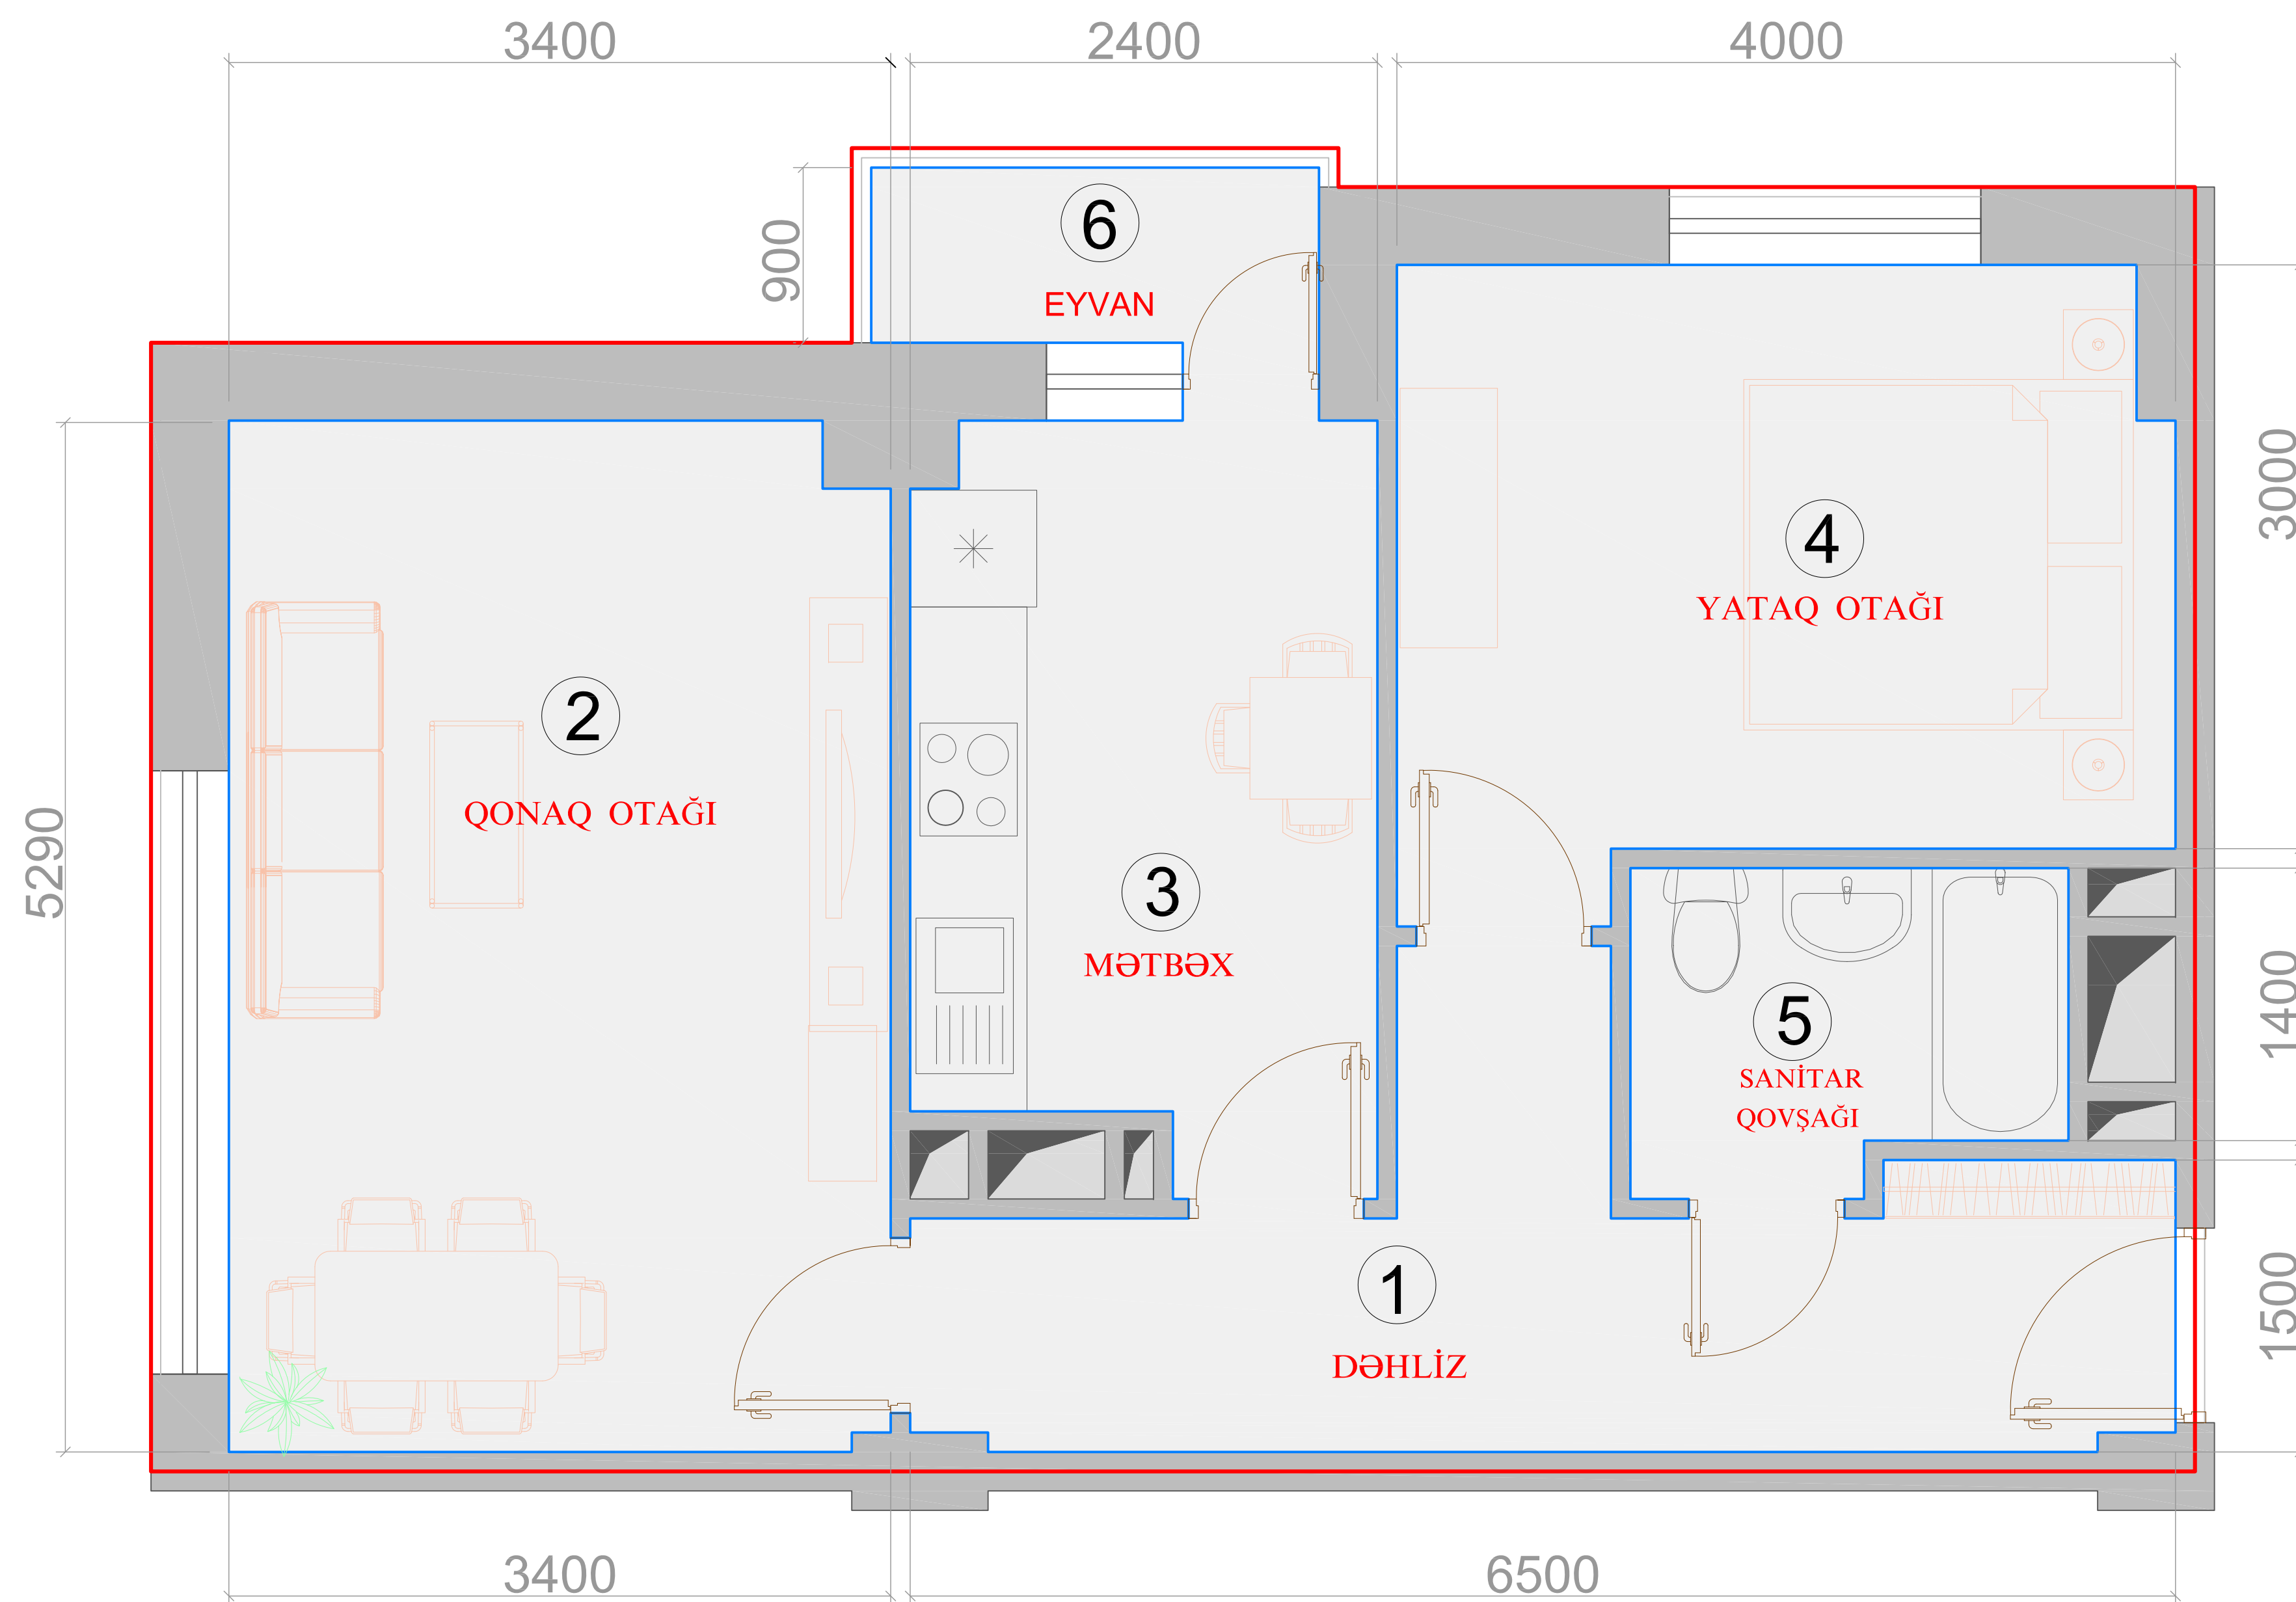 3400
2400
4000
900
6
EYVAN
3000
4
YATAQ OTAĞI
2
QONAQ OTAĞI
5290
3
MƏTBƏX
1400
5
SANİTAR
QOVŞAĞI
1
DƏHLİZ
1500
3400
6500